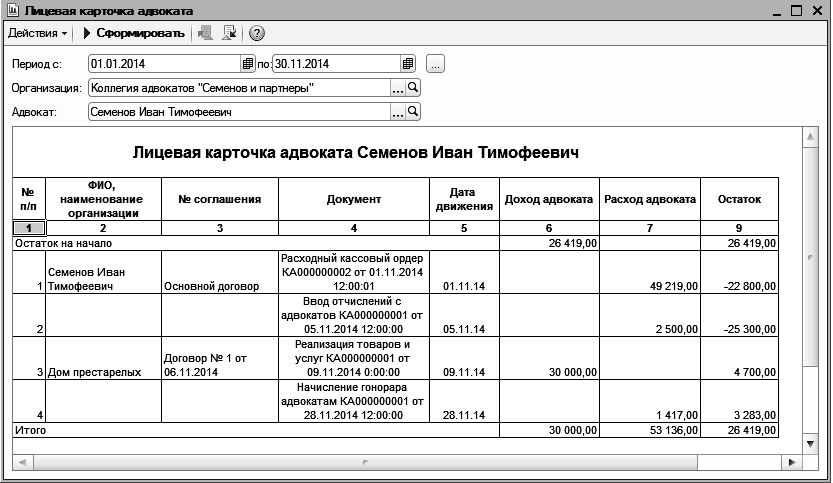 Лицевая карточка адвоката
Действия Сформировать
Период с: 01.01.2014 по: 30.11.2014 ...
Организация: Коллегия адвокатов "Семенов и партнеры" ...
Адвокат: Семенов Иван Тимофеевич ...
Лицевая карточка адвоката Семенов Иван Тимофеевич
№ п/п
ФИО, наименование организации
№ соглашения
Документ
Дата движения
Доход адвоката
Расход адвоката
Остаток
1 2 3 4 5 6 7 8 9
Остаток на начало 26 419,00 26 419,00
1
Семенов Иван
Тимофеевич
Основной договор
Расходный кассовый ордер
КА000000002 от 01.11.2014
12:00:01
01.11.14
49 219,00
-22 800,00
2
Ввод отчислений с
адвокатов КА000000001 от
05.11.2014 12:00:00
05.11.14
2 500,00
-25 300,00
3
Дом престарелых
Договор № 1 от
06.11.2014
Реализация товаров и
услуг КА000000001 от
09.11.2014 0:00:00
09.11.14
30 000,00
4 700,00
4
Начисление гонорара
адвокатам КА000000001 от
28.11.2014 12:00:00
28.11.14
1 417,00
3 283,00
Итого 30 000,00 53 136,00 26 419,00